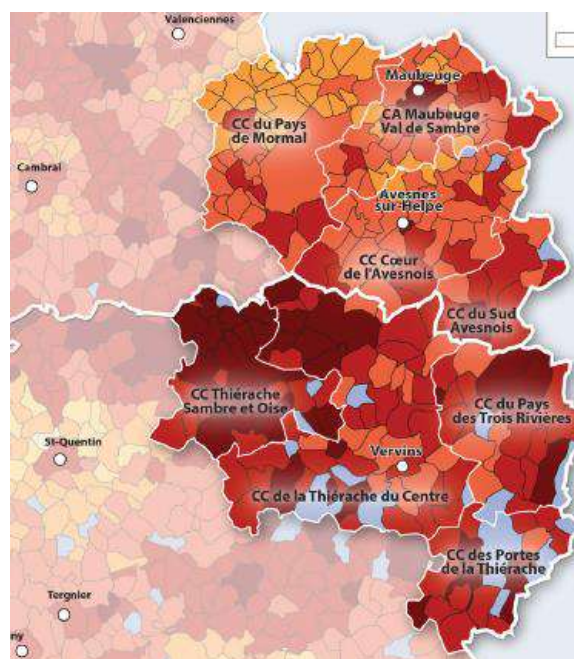 Valenciennes
Maubeuge
CC du Pays
de Mormal
CA Maubeuge
Val de Sambre
Cambrai
Avesnes
sur-Helpe
CC Cœur
de l'Avesnois
CC du Sud
Avesnois
CC Thiérache
Sambre et Oise
CC du Pays
des Trois Rivières
St-Quentin
Vervins
CC de la Thiérache du Centre
CC des Portes
de la Thiérache
Tergnier
ny